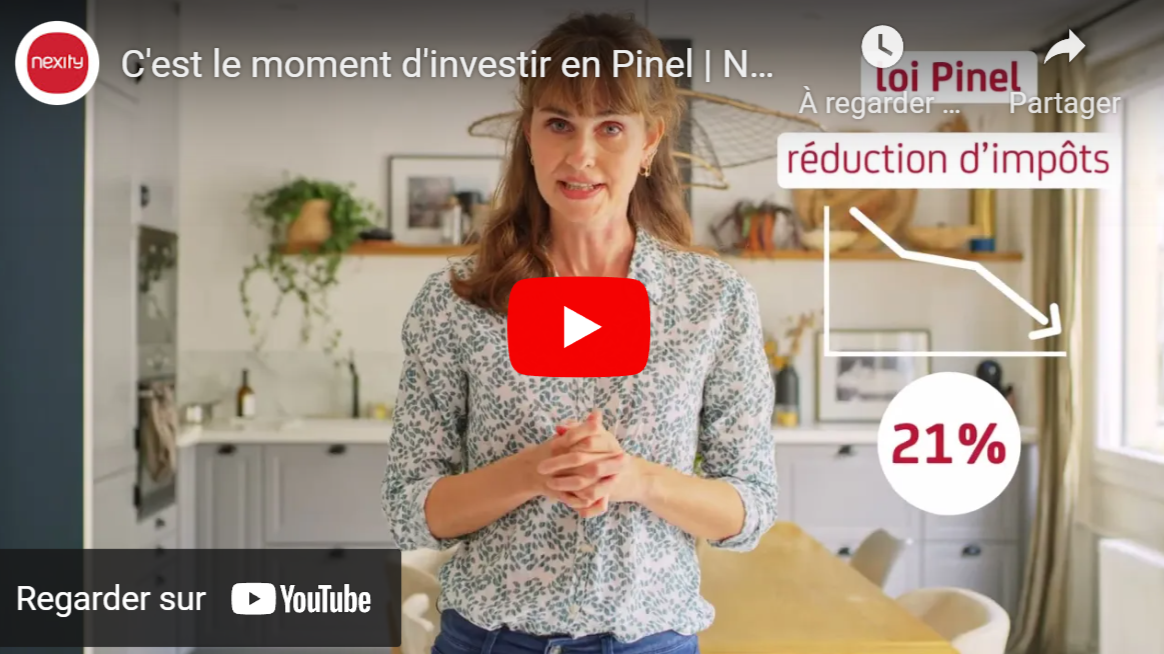 nexity
C'est le moment d'investir en Pinel | N...
loi Pinel
À regarder ...
Partager
réduction d'impôts
21%
Regarder sur YouTube